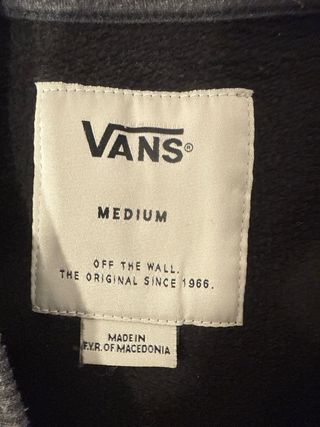 VANS®
MEDIUM
OFF THE WALL.
THE ORIGINAL SINCE 1966.
MADE IN
F.Y.R. OF MACEDONIA